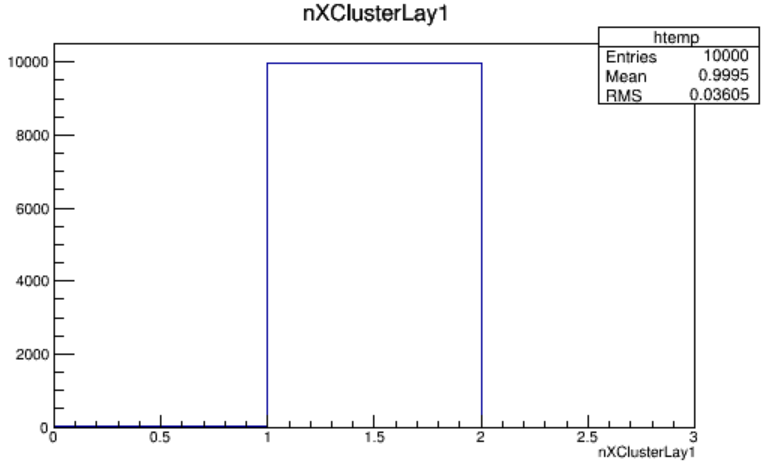 nXClusterLay1
htemp
Entries 10000
Mean 0.9995
RMS 0.03605
10000
8000
6000
4000
2000
0
0 0.5 1 1.5 2 2.5 3
nXClusterLay1